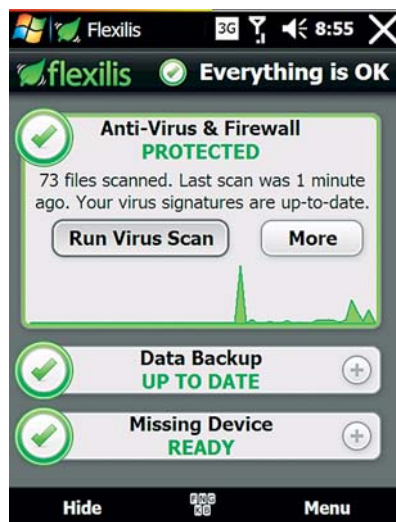 Flexilis 3G 8:55
flexilis Everything is OK
Anti-Virus & Firewall
PROTECTED
73 files scanned. Last scan was 1 minute
ago. Your virus signatures are up-to-date.
Run Virus Scan More
Data Backup
UP TO DATE
Missing Device
READY
Hide ENG KB Menu